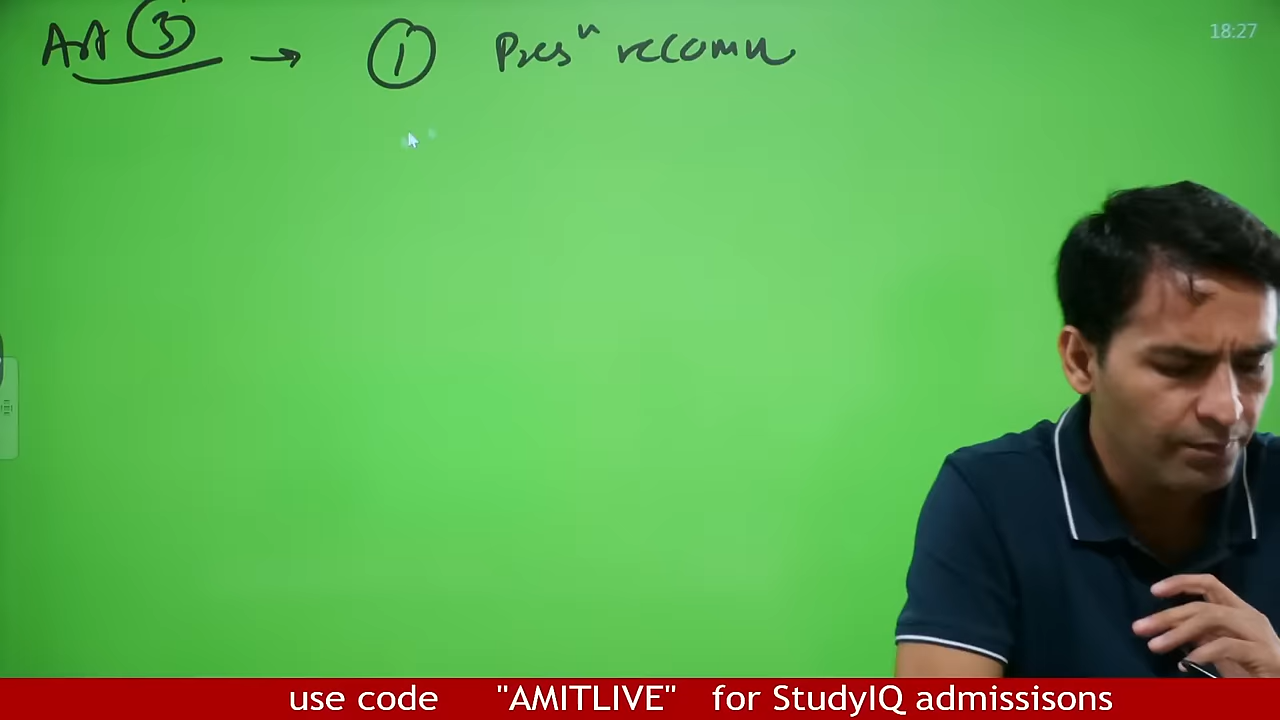 Art 3 → 1 Presn recomn
18:27
use code "AMITLIVE" for StudyIQ admissisons